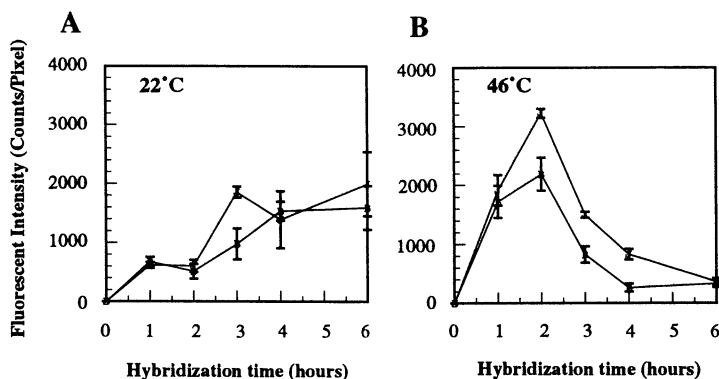 A
B
Fluorescent Intensity (Counts/Pixel)
4000
3000
2000
1000
0
22°C
0 1 2 3 4 5 6
Hybridization time (hours)
4000
3000
2000
1000
0
46°C
0 1 2 3 4 5 6
Hybridization time (hours)